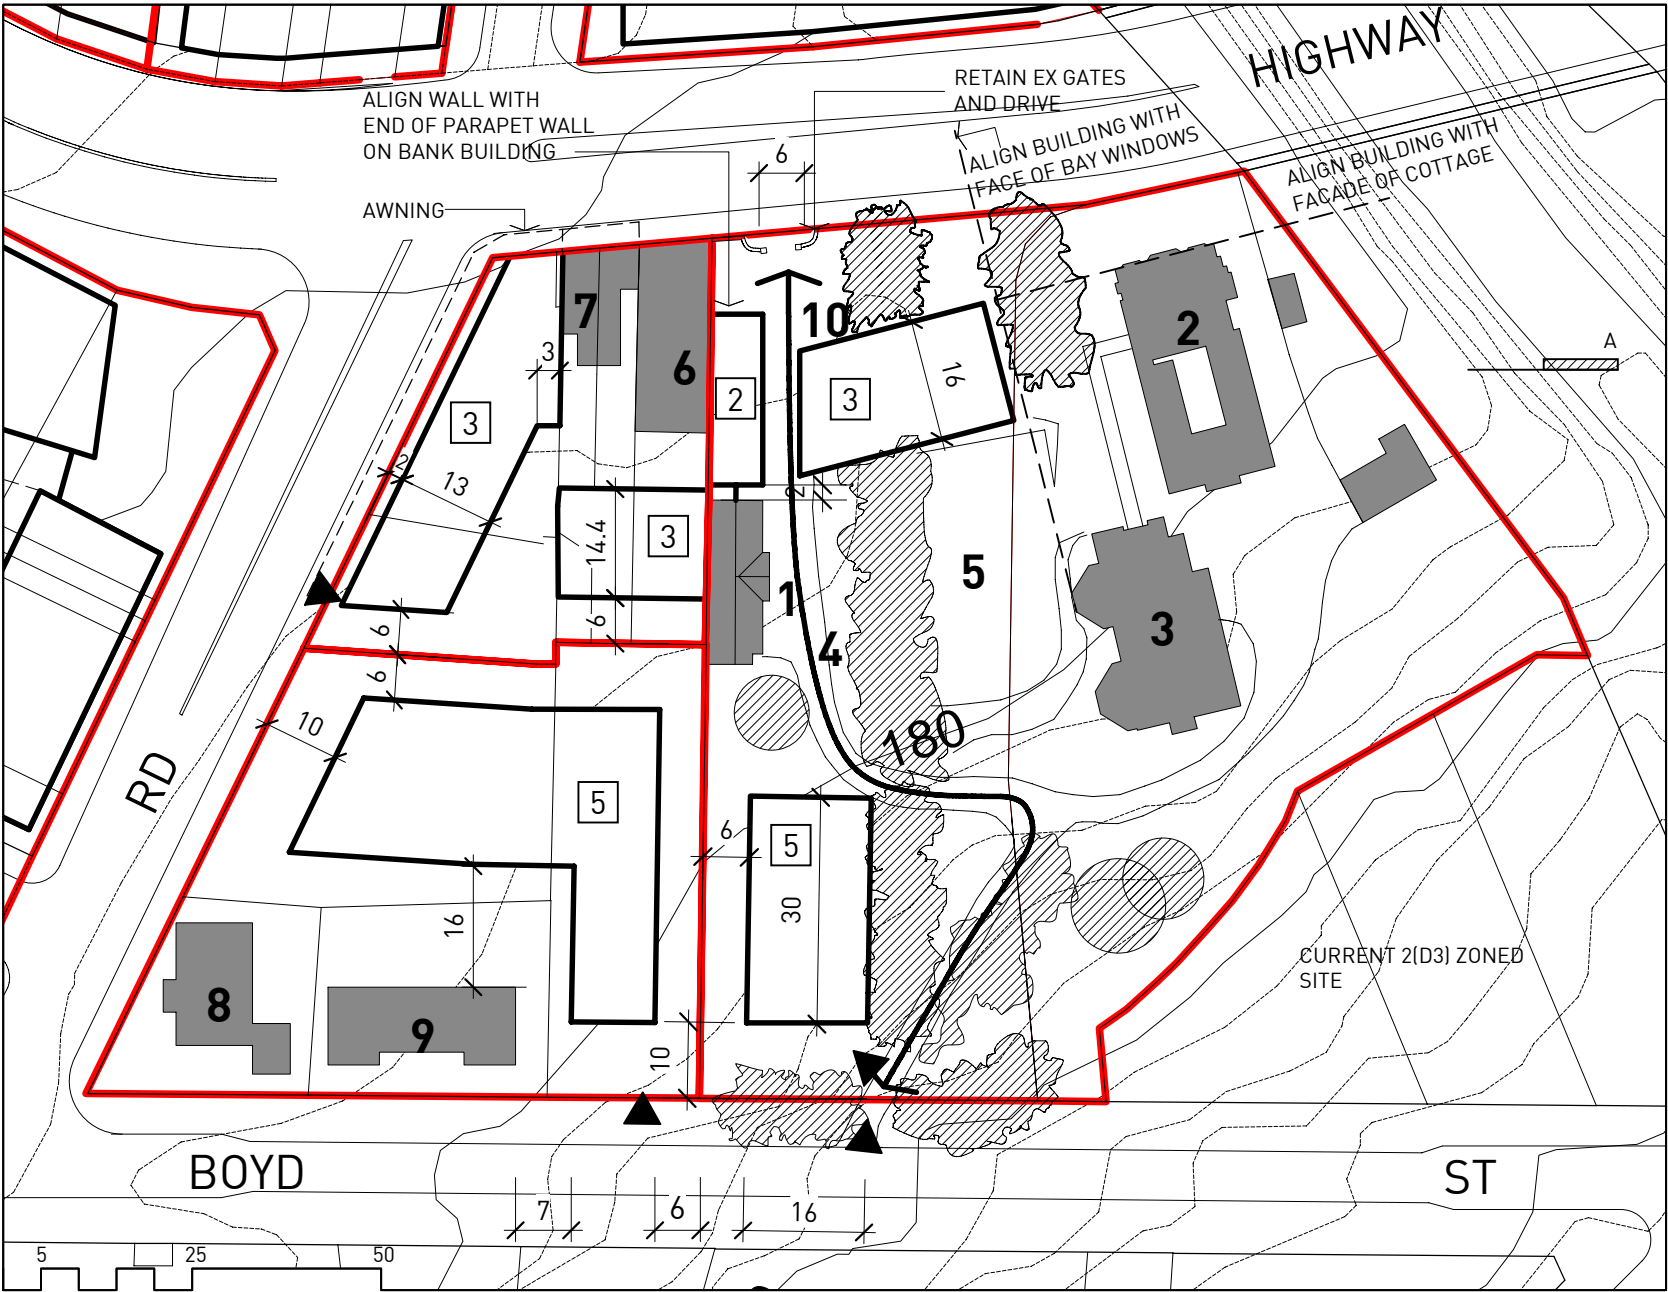 HIGHWAY
RETAIN EX GATES
AND DRIVE
ALIGN WALL WITH
END OF PARAPET WALL
ON BANK BUILDING
6
ALIGN BUILDING WITH
FACE OF BAY WINDOWS
ALIGN BUILDING WITH
FACADE OF COTTAGE
AWNING
7
10
2
A
3
6
16
3
2
3
2
13
2
14.4
3
5
1
3
6
6
4
6
10
180
RD
5
6
5
16
30
CURRENT 2(D3) ZONED
SITE
8
9
10
BOYD
ST
7
6
16
5
25
50